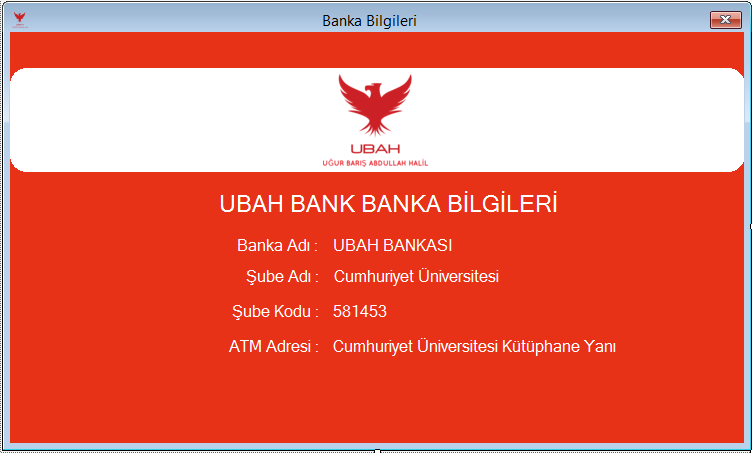 Banka Bilgileri
UBAH
UĞUR BARIŞ ABDULLAH HALİL
UBAH BANK BANKA BİLGİLERİ
Banka Adı : UBAH BANKASI
Şube Adı : Cumhuriyet Üniversitesi
Şube Kodu : 581453
ATM Adresi : Cumhuriyet Üniversitesi Kütüphane Yanı